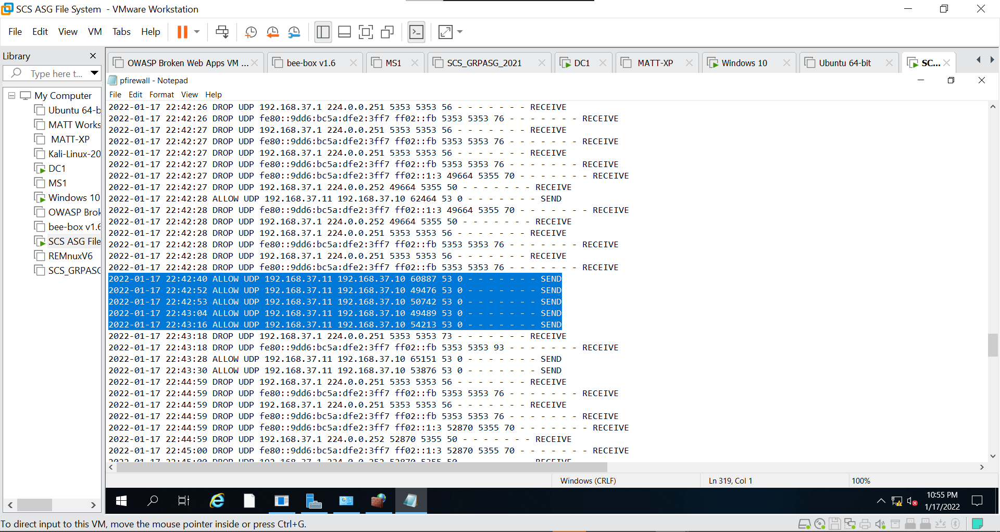 SCS ASG File System - VMware Workstation
File Edit View VM Tabs Help
Library
Type here t...
My Computer
Ubuntu 64-b
MATT Works
MATT-XP
Kali-Linux-20
DC1
MS1
Windows 10
OWASP Brok
bee-box v1.6
SCS ASG File
REMnuxV6
SCS_GRPASG
OWASP Broken Web Apps VM ... bee-box v1.6 MS1 SCS_GRPASG_2021 DC1 MATT-XP Windows 10 Ubuntu 64-bit SC...
pfirewall - Notepad
File Edit Format View Help
2022-01-17 22:42:26 DROP UDP 192.168.37.1 224.0.0.251 5353 5353 56 - - - - - - - RECEIVE
2022-01-17 22:42:26 DROP UDP fe80::9dd6:bc5a:dfe2:3ff7 ff02::fb 5353 5353 76 - - - - - - - RECEIVE
2022-01-17 22:42:27 DROP UDP 192.168.37.1 224.0.0.251 5353 5353 56 - - - - - - - RECEIVE
2022-01-17 22:42:27 DROP UDP fe80::9dd6:bc5a:dfe2:3ff7 ff02::fb 5353 5353 76 - - - - - - - RECEIVE
2022-01-17 22:42:27 DROP UDP 192.168.37.1 224.0.0.251 5353 5353 56 - - - - - - - RECEIVE
2022-01-17 22:42:27 DROP UDP fe80::9dd6:bc5a:dfe2:3ff7 ff02::fb 5353 5353 76 - - - - - - - RECEIVE
2022-01-17 22:42:27 DROP UDP fe80::9dd6:bc5a:dfe2:3ff7 ff02::1:3 49664 5355 70 - - - - - - - RECEIVE
2022-01-17 22:42:27 DROP UDP 192.168.37.1 224.0.0.252 49664 5355 50 - - - - - - - RECEIVE
2022-01-17 22:42:28 ALLOW UDP 192.168.37.11 192.168.37.10 62464 53 0 - - - - - - - SEND
2022-01-17 22:42:28 DROP UDP fe80::9dd6:bc5a:dfe2:3ff7 ff02::1:3 49664 5355 70 - - - - - - - RECEIVE
2022-01-17 22:42:28 DROP UDP 192.168.37.1 224.0.0.252 49664 5355 50 - - - - - - - RECEIVE
2022-01-17 22:42:28 DROP UDP 192.168.37.1 224.0.0.251 5353 5353 56 - - - - - - - RECEIVE
2022-01-17 22:42:28 DROP UDP fe80::9dd6:bc5a:dfe2:3ff7 ff02::fb 5353 5353 76 - - - - - - - RECEIVE
2022-01-17 22:42:28 DROP UDP 192.168.37.1 224.0.0.251 5353 5353 56 - - - - - - - RECEIVE
2022-01-17 22:42:28 DROP UDP fe80::9dd6:bc5a:dfe2:3ff7 ff02::fb 5353 5353 76 - - - - - - - RECEIVE
2022-01-17 22:42:40 ALLOW UDP 192.168.37.11 192.168.37.10 60887 53 0 - - - - - - - SEND
2022-01-17 22:42:52 ALLOW UDP 192.168.37.11 192.168.37.10 49476 53 0 - - - - - - - SEND
2022-01-17 22:42:53 ALLOW UDP 192.168.37.11 192.168.37.10 50742 53 0 - - - - - - - SEND
2022-01-17 22:43:04 ALLOW UDP 192.168.37.11 192.168.37.10 49489 53 0 - - - - - - - SEND
2022-01-17 22:43:16 ALLOW UDP 192.168.37.11 192.168.37.10 54213 53 0 - - - - - - - SEND
2022-01-17 22:43:18 DROP UDP 192.168.37.1 224.0.0.251 5353 5353 73 - - - - - - - RECEIVE
2022-01-17 22:43:18 DROP UDP fe80::9dd6:bc5a:dfe2:3ff7 ff02::fb 5353 5353 93 - - - - - - - RECEIVE
2022-01-17 22:43:28 ALLOW UDP 192.168.37.11 192.168.37.10 65151 53 0 - - - - - - - SEND
2022-01-17 22:43:30 ALLOW UDP 192.168.37.11 192.168.37.10 53876 53 0 - - - - - - - SEND
2022-01-17 22:44:59 DROP UDP 192.168.37.1 224.0.0.251 5353 5353 56 - - - - - - - RECEIVE
2022-01-17 22:44:59 DROP UDP fe80::9dd6:bc5a:dfe2:3ff7 ff02::fb 5353 5353 76 - - - - - - - RECEIVE
2022-01-17 22:44:59 DROP UDP 192.168.37.1 224.0.0.251 5353 5353 56 - - - - - - - RECEIVE
2022-01-17 22:44:59 DROP UDP fe80::9dd6:bc5a:dfe2:3ff7 ff02::fb 5353 5353 76 - - - - - - - RECEIVE
2022-01-17 22:44:59 DROP UDP fe80::9dd6:bc5a:dfe2:3ff7 ff02::1:3 52870 5355 70 - - - - - - - RECEIVE
2022-01-17 22:44:59 DROP UDP 192.168.37.1 224.0.0.252 52870 5355 50 - - - - - - - RECEIVE
2022-01-17 22:45:00 DROP UDP fe80::9dd6:bc5a:dfe2:3ff7 ff02::1:3 52870 5355 70 - - - - - - - RECEIVE
2022-01-17 22:45:00 DROP UDP 192.168.37.1 224.0.0.252 52870 5355 50 - - - - - - - RECEIVE
Windows (CRLF) Ln 319, Col 1 100%
10:55 PM
1/17/2022
To direct input to this VM, move the mouse pointer inside or press Ctrl+G.